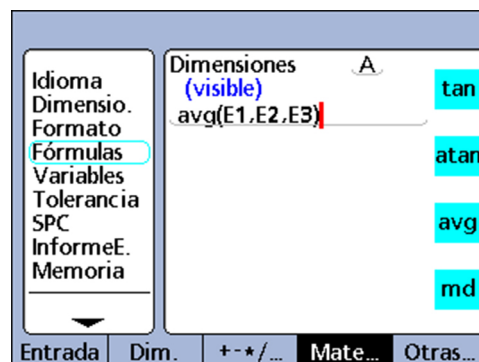 Idioma
Dimensio.
Formato
Fórmulas
Variables
Tolerancia
SPC
InformeE.
Memoria
Dimensiones A
(visible)
avg(E1,E2,E3)
tan
atan
avg
md
Entrada Dim. +-*/... Mate... Otras...